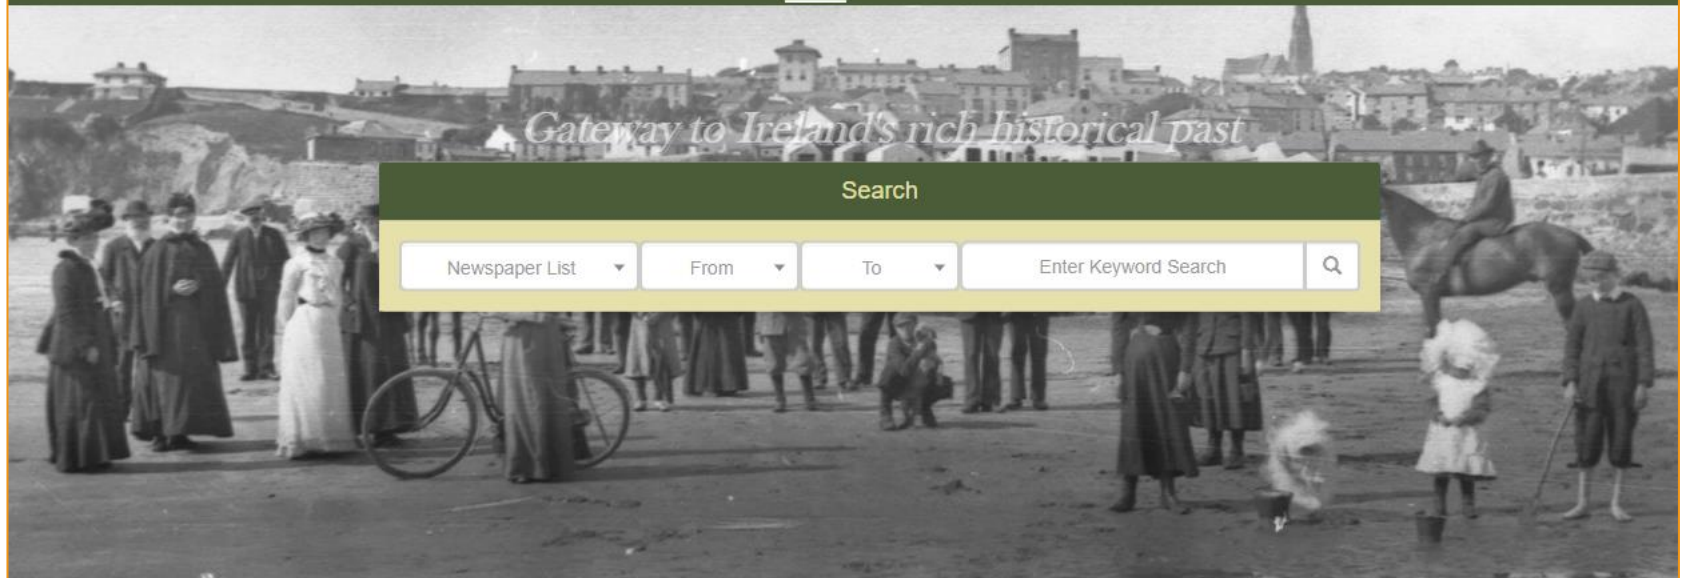 Gateway to Ireland's rich historical past
Search
Newspaper List From To Enter Keyword Search